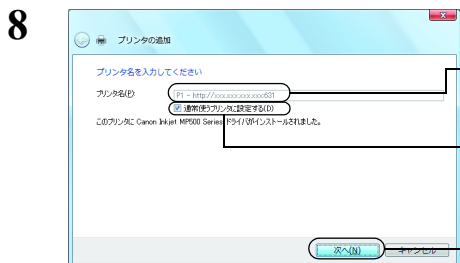 8
プリンタの追加
プリンタ名を入力してください
プリンタ名(P): P1 - http://xxx.xxx.xxx.xxx:631
通常使うプリンタに設定する(D)
このプリンタに Canon Inkjet MP500 Series ドライバがインストールされました。
次へ(N) キャンセル